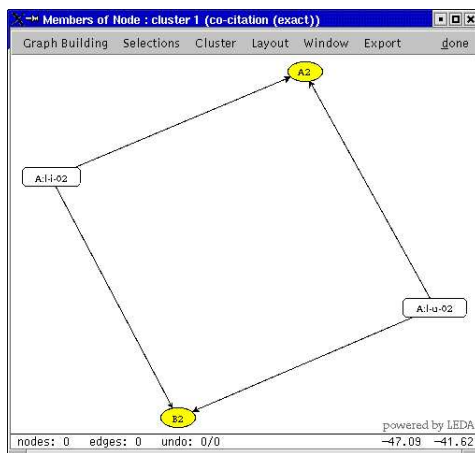 Members of Node : cluster 1 (co-citation (exact))
Graph Building Selections Cluster Layout Window Export done
A2
A:l-i-02
A:l-u-02
B2
powered by LEDA
nodes: 0 edges: 0 undo: 0/0 -47.09 -41.62